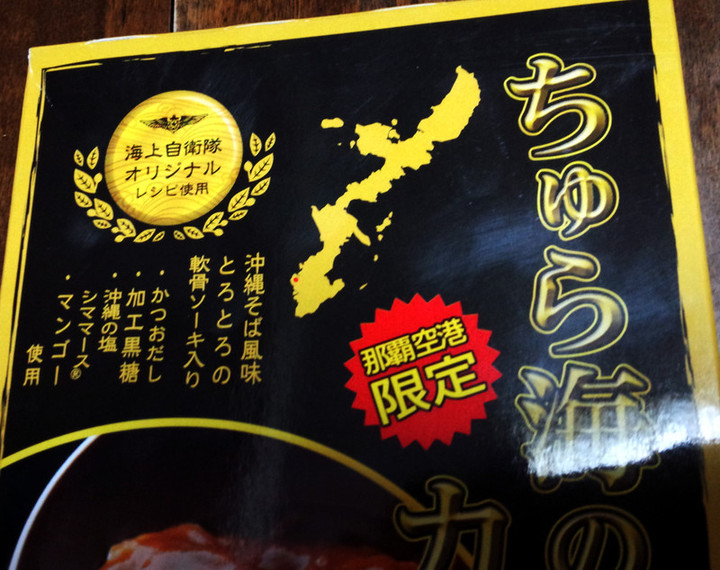 ちゅら海の
カ
那覇空港
限定
海上自衛隊
オリジナル
レシピ使用
沖縄そば風味
とろとろの
軟骨ソーキ入り
・かつおだし
・加工黒糖
・沖縄の塩
シママース®
・マンゴー
使用